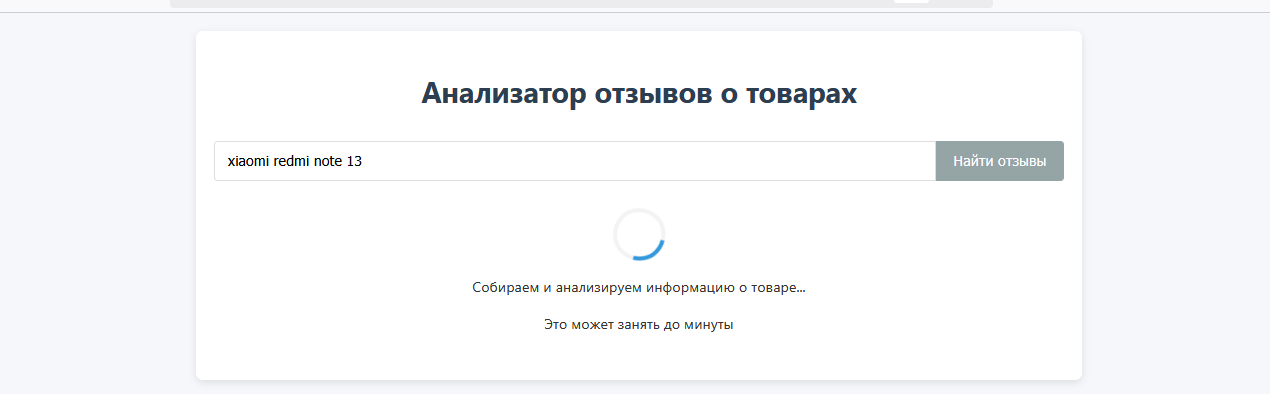 Анализатор отзывов о товарах
xiaomi redmi note 13
Найти отзывы
Собираем и анализируем информацию о товаре...
Это может занять до минуты